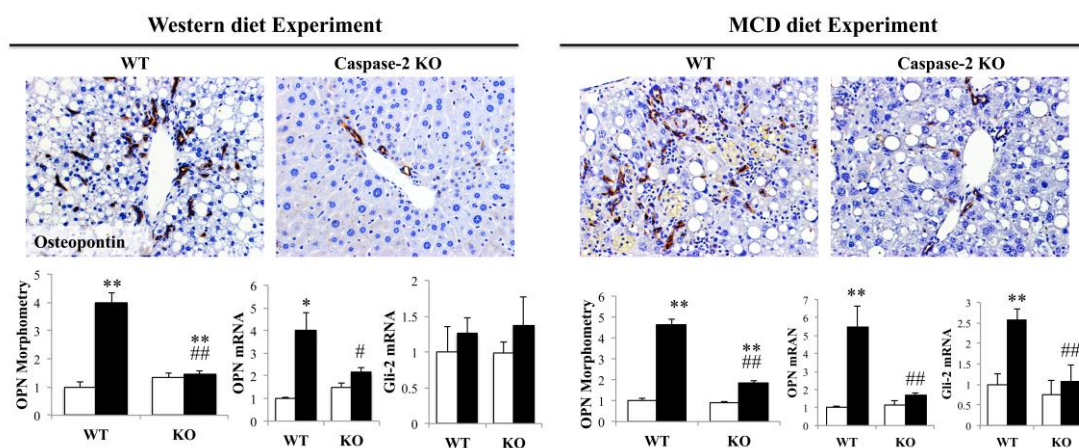 Western diet Experiment
WT
Caspase-2 KO
Osteopontin
OPN Morphometry
5
4
3
2
1
0
**
**
##
WT
KO
OPN mRNA
6
4
2
0
*
#
WT
KO
Gli-2 mRNA
2
1.5
1
0.5
0
WT
KO
MCD diet Experiment
WT
Caspase-2 KO
OPN Morphometry
6
5
4
3
2
1
0
**
**
##
WT
KO
OPN mRAN
7
6
5
4
3
2
1
0
**
##
WT
KO
Gli-2 mRNA
3
2.5
2
1.5
1
0.5
0
**
##
WT
KO